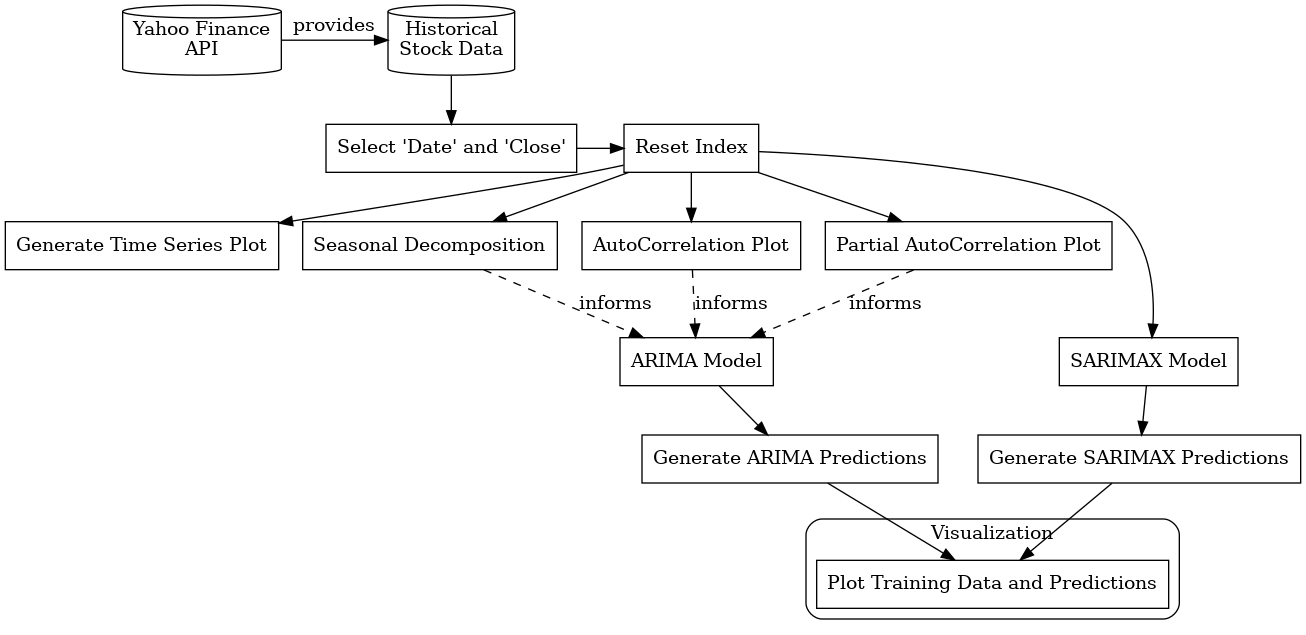 Yahoo Finance
API
provides
Historical
Stock Data
Select 'Date' and 'Close'
Reset Index
Generate Time Series Plot
Seasonal Decomposition
AutoCorrelation Plot
Partial AutoCorrelation Plot
informs
informs
informs
ARIMA Model
SARIMAX Model
Generate ARIMA Predictions
Generate SARIMAX Predictions
Visualization
Plot Training Data and Predictions